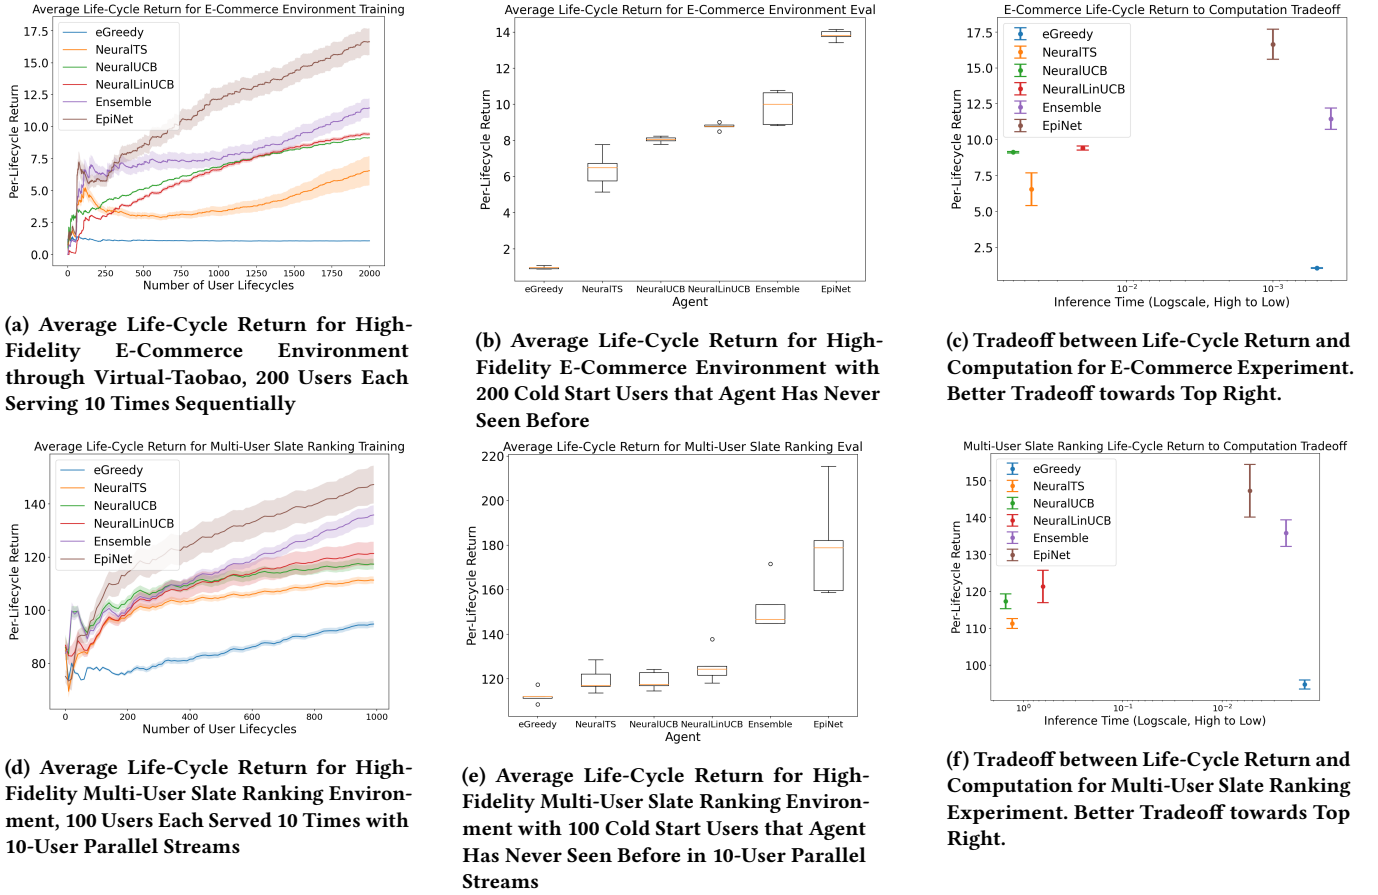 Average Life-Cycle Return for E-Commerce Environment Training
Per-Lifecycle Return
17.5
15.0
12.5
10.0
7.5
5.0
2.5
0.0
eGreedy
NeuralTS
NeuralUCB
NeuralLinUCB
Ensemble
EpiNet
0 250 500 750 1000 1250 1500 1750 2000
Number of User Lifecycles
(a) Average Life-Cycle Return for High-
Fidelity E-Commerce Environment
through Virtual-Taobao, 200 Users Each
Serving 10 Times Sequentially
Average Life-Cycle Return for E-Commerce Environment Eval
Per-Lifecycle Return
14
12
10
8
6
4
2
eGreedy NeuralTS NeuralUCB NeuralLinUCB Ensemble EpiNet
Agent
(b) Average Life-Cycle Return for High-
Fidelity E-Commerce Environment with
200 Cold Start Users that Agent Has Never
Seen Before
E-Commerce Life-Cycle Return to Computation Tradeoff
Per-Lifecycle Return
17.5
15.0
12.5
10.0
7.5
5.0
2.5
eGreedy
NeuralTS
NeuralUCB
NeuralLinUCB
Ensemble
EpiNet
10⁻² 10⁻³
Inference Time (Logscale, High to Low)
(c) Tradeoff between Life-Cycle Return and
Computation for E-Commerce Experiment.
Better Tradeoff towards Top Right.
Average Life-Cycle Return for Multi-User Slate Ranking Training
Per-Lifecycle Return
140
120
100
80
eGreedy
NeuralTS
NeuralUCB
NeuralLinUCB
Ensemble
EpiNet
0 200 400 600 800 1000
Number of User Lifecycles
(d) Average Life-Cycle Return for High-
Fidelity Multi-User Slate Ranking Environ-
ment, 100 Users Each Served 10 Times with
10-User Parallel Streams
Average Life-Cycle Return for Multi-User Slate Ranking Eval
Per-Lifecycle Return
220
200
180
160
140
120
eGreedy NeuralTS NeuralUCB NeuralLinUCB Ensemble EpiNet
Agent
(e) Average Life-Cycle Return for High-
Fidelity Multi-User Slate Ranking Environ-
ment with 100 Cold Start Users that Agent
Has Never Seen Before in 10-User Parallel
Streams
Multi-User Slate Ranking Life-Cycle Return to Computation Tradeoff
Per-Lifecycle Return
150
140
130
120
110
100
eGreedy
NeuralTS
NeuralUCB
NeuralLinUCB
Ensemble
EpiNet
10⁰ 10⁻¹ 10⁻²
Inference Time (Logscale, High to Low)
(f) Tradeoff between Life-Cycle Return and
Computation for Multi-User Slate Ranking
Experiment. Better Tradeoff towards Top
Right.